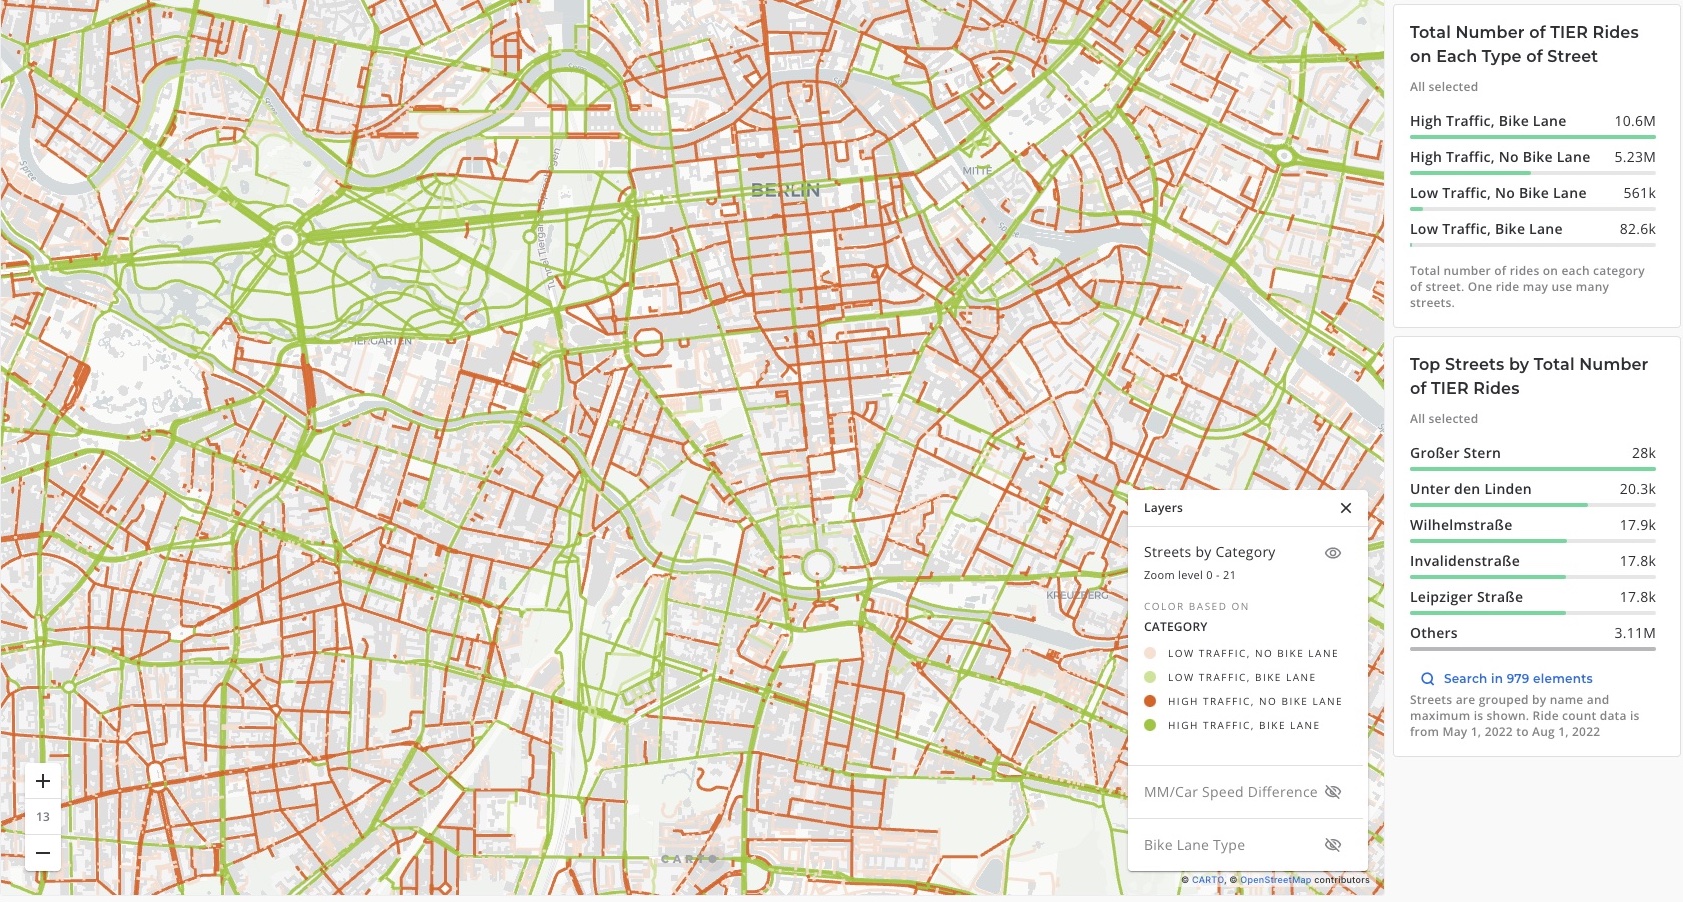 Total Number of TIER Rides
on Each Type of Street
All selected
High Traffic, Bike Lane 10.6M
High Traffic, No Bike Lane 5.23M
Low Traffic, No Bike Lane 561k
Low Traffic, Bike Lane 82.6k
Total number of rides on each category
of street. One ride may use many
streets.
Top Streets by Total Number
of TIER Rides
All selected
Großer Stern 28k
Unter den Linden 20.3k
Wilhelmstraße 17.9k
Invalidenstraße 17.8k
Leipziger Straße 17.8k
Others 3.11M
Search in 979 elements
Streets are grouped by name and
maximum is shown. Ride count data is
from May 1, 2022 to Aug 1, 2022
BERLIN
MITTE
Spree
TIERGARTEN
KREUZBERG
Layers
Streets by Category
Zoom level 0 - 21
COLOR BASED ON
CATEGORY
LOW TRAFFIC, NO BIKE LANE
LOW TRAFFIC, BIKE LANE
HIGH TRAFFIC, NO BIKE LANE
HIGH TRAFFIC, BIKE LANE
MM/Car Speed Difference
Bike Lane Type
+
13
−
CARTO
© CARTO, © OpenStreetMap contributors